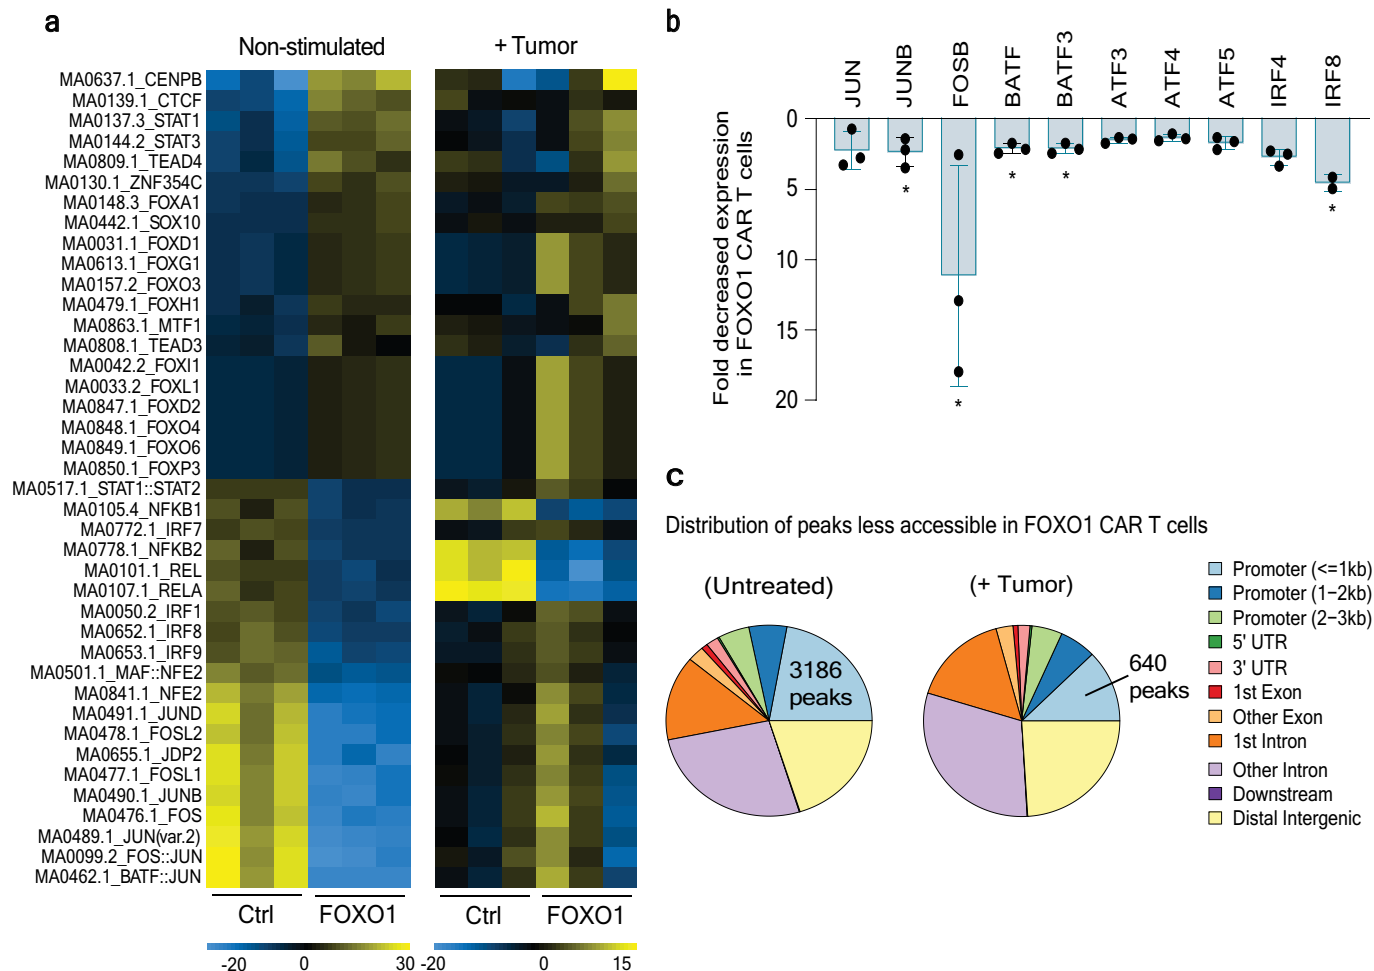 a
Non-stimulated
+ Tumor
MA0637.1_CENPB
MA0139.1_CTCF
MA0137.3_STAT1
MA0144.2_STAT3
MA0809.1_TEAD4
MA0130.1_ZNF354C
MA0148.3_FOXA1
MA0442.1_SOX10
MA0031.1_FOXD1
MA0613.1_FOXG1
MA0157.2_FOXO3
MA0479.1_FOXH1
MA0863.1_MTF1
MA0808.1_TEAD3
MA0042.2_FOXI1
MA0033.2_FOXL1
MA0847.1_FOXD2
MA0848.1_FOXO4
MA0849.1_FOXO6
MA0850.1_FOXP3
MA0517.1_STAT1::STAT2
MA0105.4_NFKB1
MA0772.1_IRF7
MA0778.1_NFKB2
MA0101.1_REL
MA0107.1_RELA
MA0050.2_IRF1
MA0652.1_IRF8
MA0653.1_IRF9
MA0501.1_MAF::NFE2
MA0841.1_NFE2
MA0491.1_JUND
MA0478.1_FOSL2
MA0655.1_JDP2
MA0477.1_FOSL1
MA0490.1_JUNB
MA0476.1_FOS
MA0489.1_JUN(var.2)
MA0099.2_FOS::JUN
MA0462.1_BATF::JUN
Ctrl
FOXO1
Ctrl
FOXO1
-20
0
30
-20
0
15
b
JUN
JUNB
FOSB
BATF
BATF3
ATF3
ATF4
ATF5
IRF4
IRF8
Fold decreased expression
in FOXO1 CAR T cells
0
5
10
15
20
*
*
*
*
*
c
Distribution of peaks less accessible in FOXO1 CAR T cells
(Untreated)
3186
peaks
(+ Tumor)
640
peaks
Promoter (<=1kb)
Promoter (1−2kb)
Promoter (2−3kb)
5' UTR
3' UTR
1st Exon
Other Exon
1st Intron
Other Intron
Downstream
Distal Intergenic